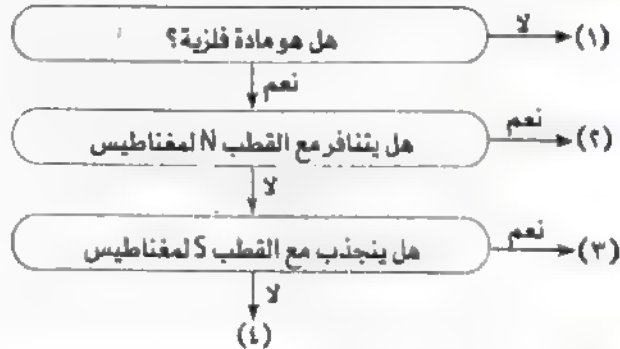 هل هو مادة فلزية؟
لا
(١)
نعم
هل يتنافر مع القطب N لمغناطيس
نعم
(٢)
لا
هل ينجذب مع القطب S لمغناطيس
نعم
(٣)
لا
(٤)